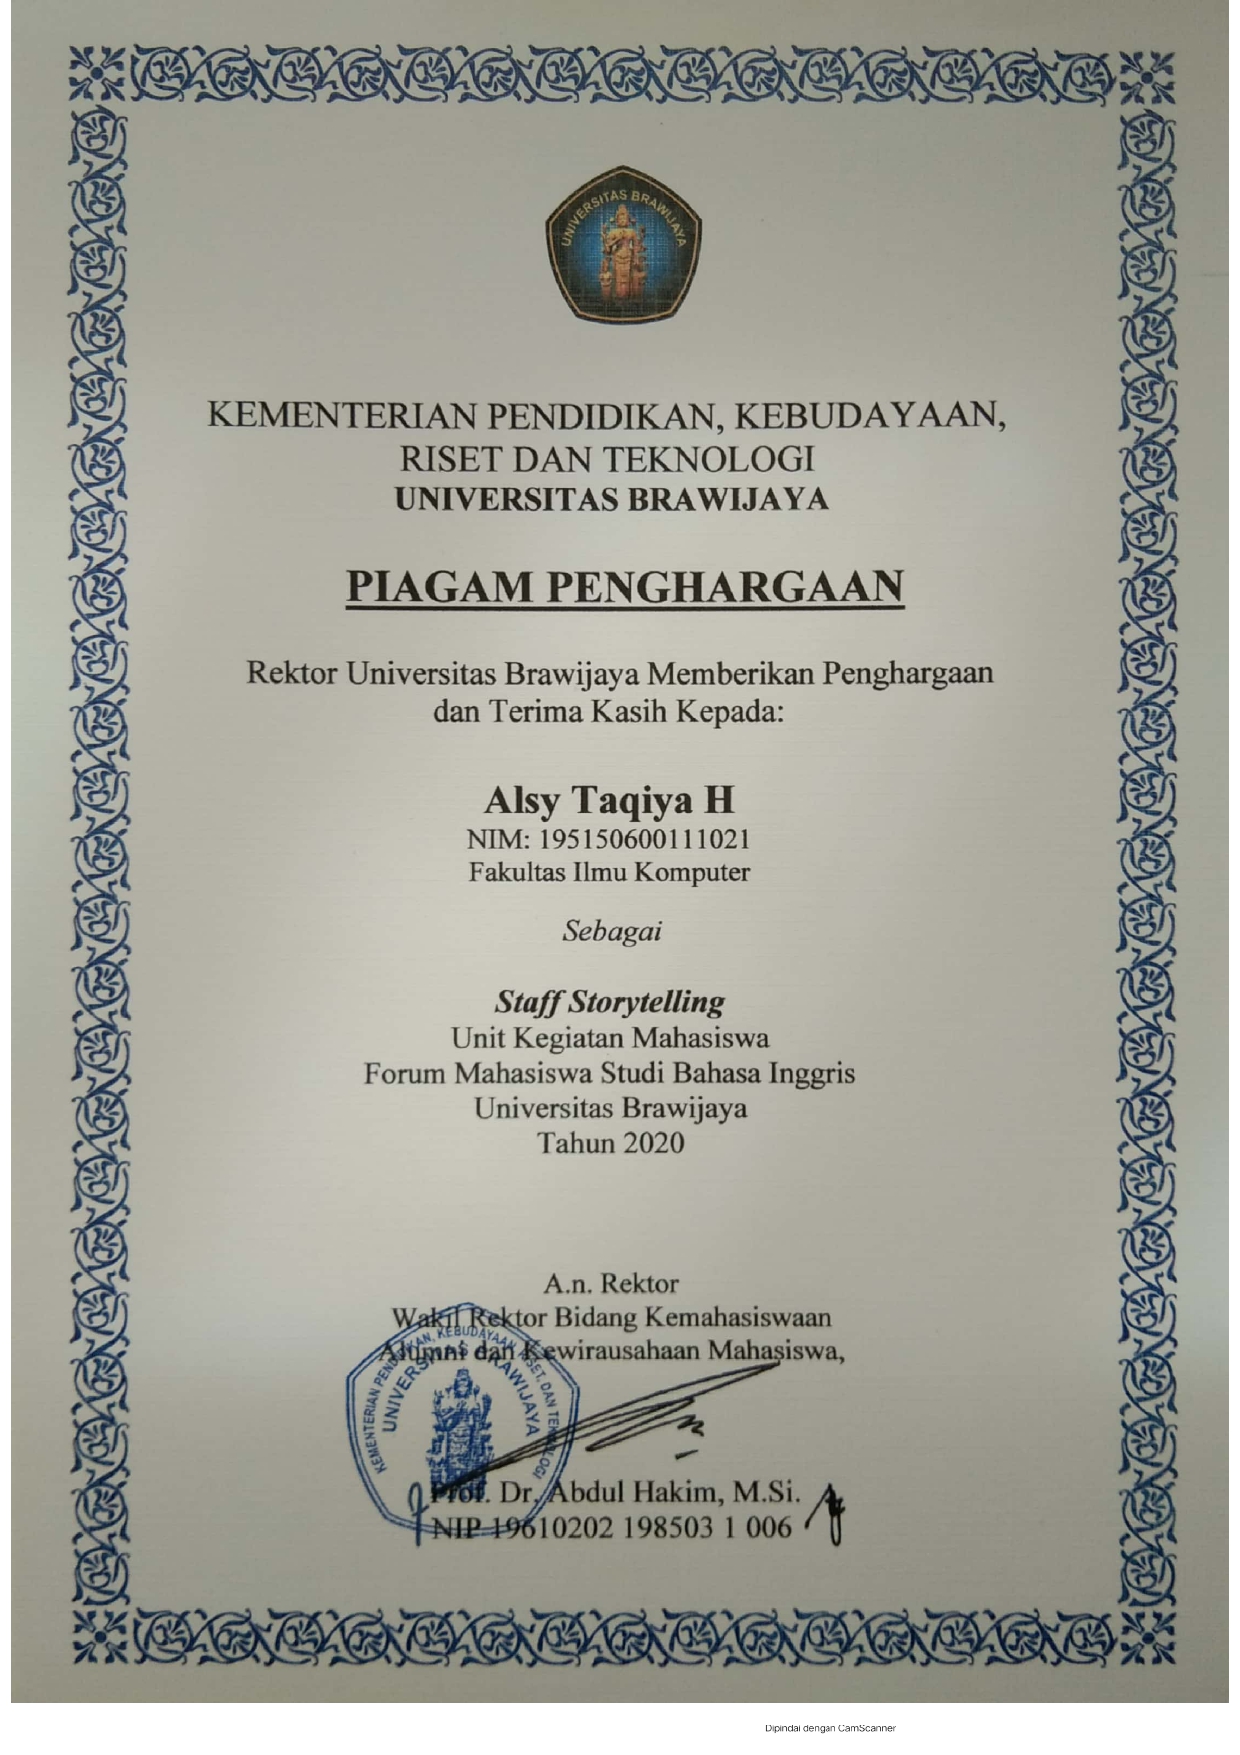 UNIVERSITAS BRAWIJAYA
KEMENTERIAN PENDIDIKAN, KEBUDAYAAN,
RISET DAN TEKNOLOGI
UNIVERSITAS BRAWIJAYA
PIAGAM PENGHARGAAN
Rektor Universitas Brawijaya Memberikan Penghargaan
dan Terima Kasih Kepada:
Alsy Taqiya H
NIM: 195150600111021
Fakultas Ilmu Komputer
Sebagai
Staff Storytelling
Unit Kegiatan Mahasiswa
Forum Mahasiswa Studi Bahasa Inggris
Universitas Brawijaya
Tahun 2020
A.n. Rektor
Wakil Rektor Bidang Kemahasiswaan
Alumni dan Kewirausahaan Mahasiswa,
KEMENTERIAN PENDIDIKAN, KEBUDAYAAN, RISET, DAN TEKNOLOGI
UNIVERSITAS BRAWIJAYA
Prof. Dr. Abdul Hakim, M.Si.
NIP 19610202 198503 1 006
Dipindai dengan CamScanner